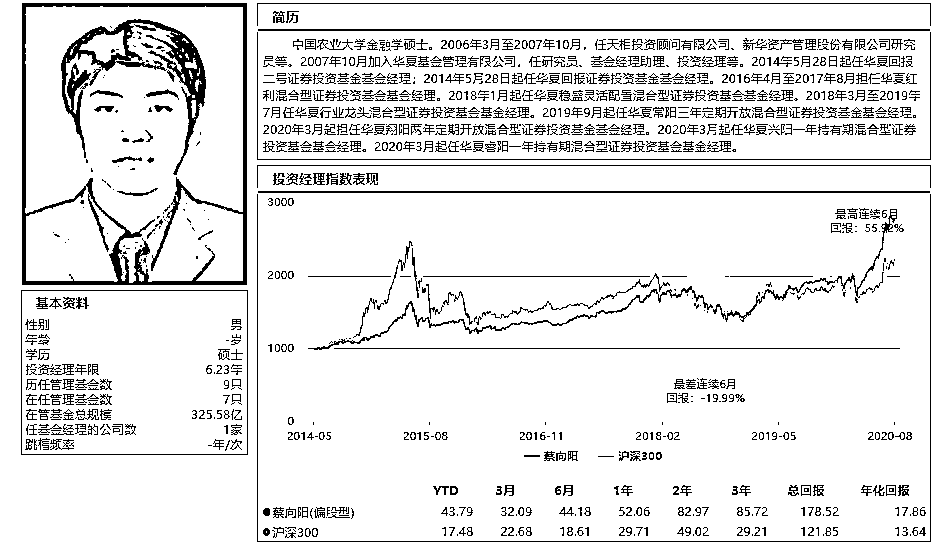 简历
中国农业大学金融学硕士。2006年3月至2007年10月，任天相投资顾问有限公司、新华资产管理股份有限公司研究
员等。2007年10月加入华夏基金管理有限公司，任研究员、基金经理助理、投资经理等。2014年5月28日起任华夏回报
二号证券投资基金基金经理；2014年5月28日起任华夏回报证券投资基金基金经理。2016年4月至2017年8月担任华夏红
利混合型证券投资基金基金经理。2018年1月起任华夏稳盛灵活配置混合型证券投资基金基金经理。2018年3月至2019年
7月任华夏行业龙头混合型证券投资基金基金经理。2019年9月起任华夏常阳三年定期开放混合型证券投资基金基金经理。
2020年3月起担任华夏翔阳两年定期开放混合型证券投资基金基金经理。2020年3月起任华夏兴阳一年持有期混合型证券
投资基金基金经理。2020年3月起任华夏睿阳一年持有期混合型证券投资基金基金经理。
投资经理指数表现
3000
最高连续6月
回报：55.92%
2000
1000
最差连续6月
回报：-19.99%
0
2014-05 2015-08 2016-11 2018-02 2019-05 2020-08
蔡向阳 沪深300
基本资料
性别 男
年龄 -岁
学历 硕士
投资经理年限 6.23年
历任管理基金数 9只
在任管理基金数 7只
在管基金总规模 325.58亿
任基金经理的公司数 1家
跳槽频率 -年/次
YTD 3月 6月 1年 2年 3年 总回报 年化回报
蔡向阳(偏股型) 43.79 32.09 44.18 52.06 82.97 85.72 178.52 17.86
沪深300 17.48 22.68 18.61 29.71 49.02 29.21 121.85 13.64